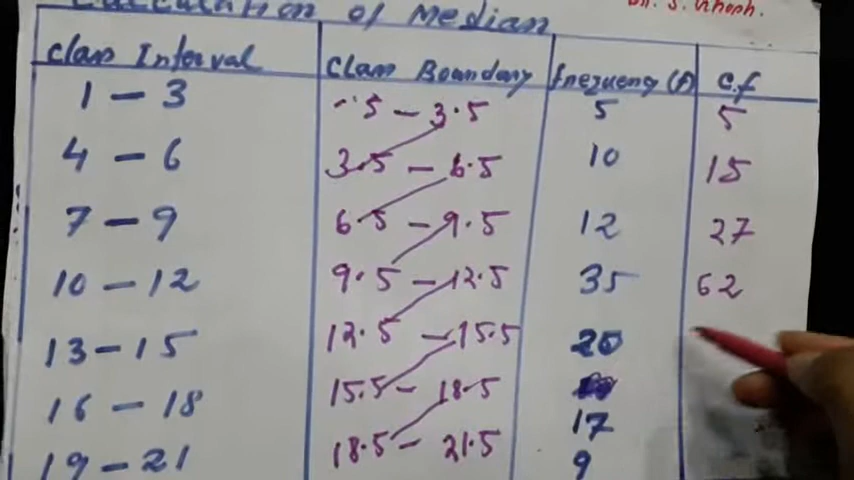 Calculation of Median
Dr. S. Ghosh.
Class Interval Class Boundary frequency (f) c.f
1 – 3 .5 – 3.5 5 5
4 – 6 3.5 – 6.5 10 15
7 – 9 6.5 – 9.5 12 27
10 – 12 9.5 – 12.5 35 62
13 – 15 12.5 – 15.5 20
16 – 18 15.5 – 18.5
17
19 – 21 18.5 – 21.5 9